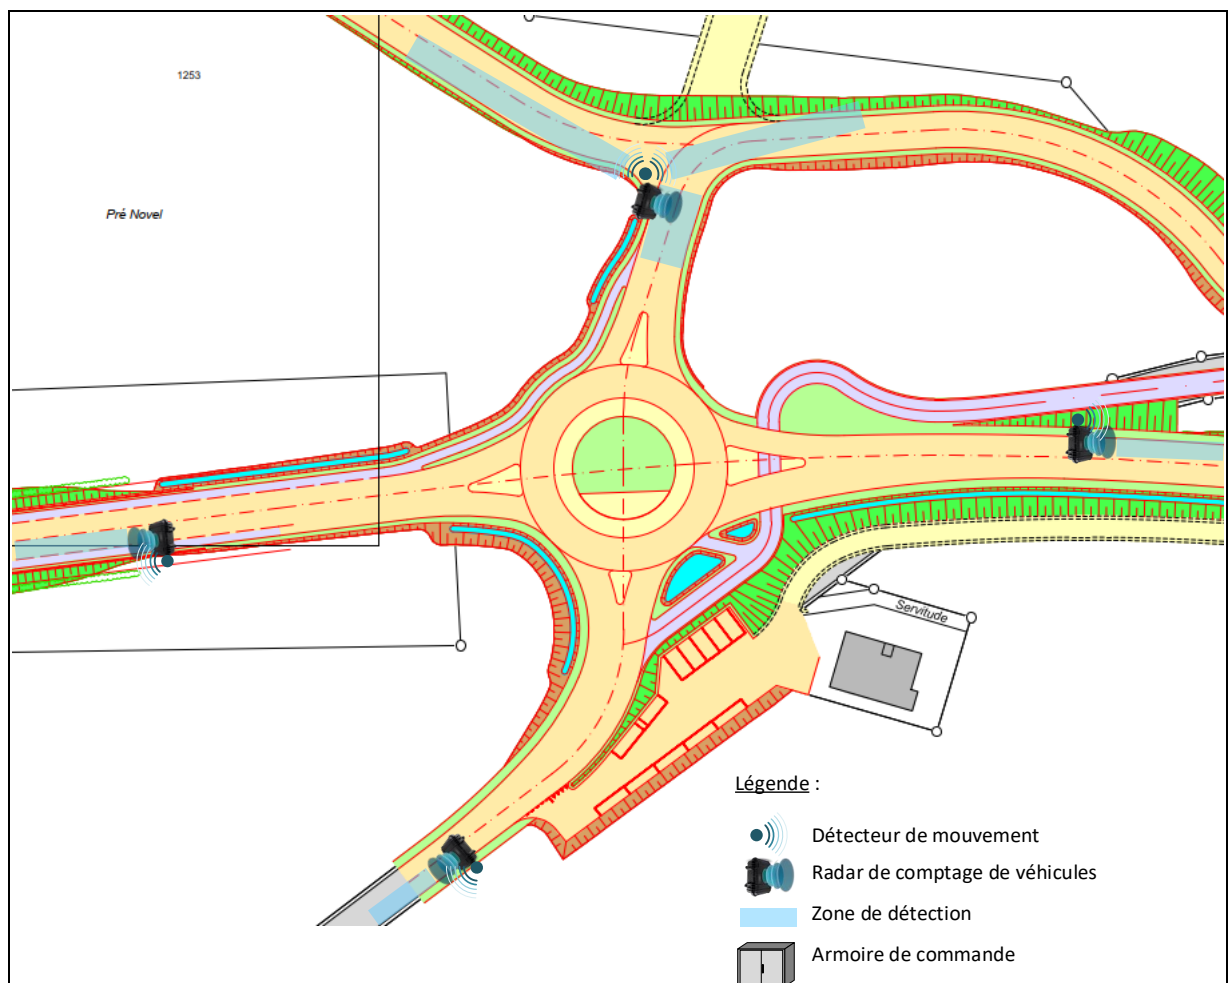 1253
Pré Novel
Servitude
Légende :
Détecteur de mouvement
Radar de comptage de véhicules
Zone de détection
Armoire de commande